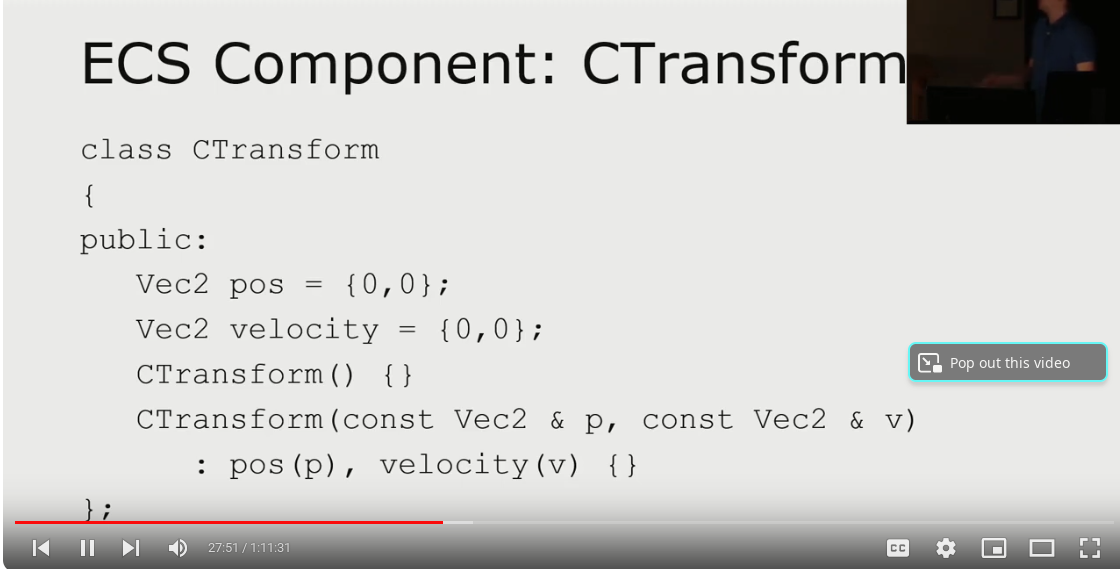 ECS Component: CTransform
class CTransform
{
public:
Vec2 pos = {0,0};
Vec2 velocity = {0,0};
CTransform() {}
CTransform(const Vec2 & p, const Vec2 & v)
: pos(p), velocity(v) {}
};
Pop out this video
27:51 / 1:11:31
CC